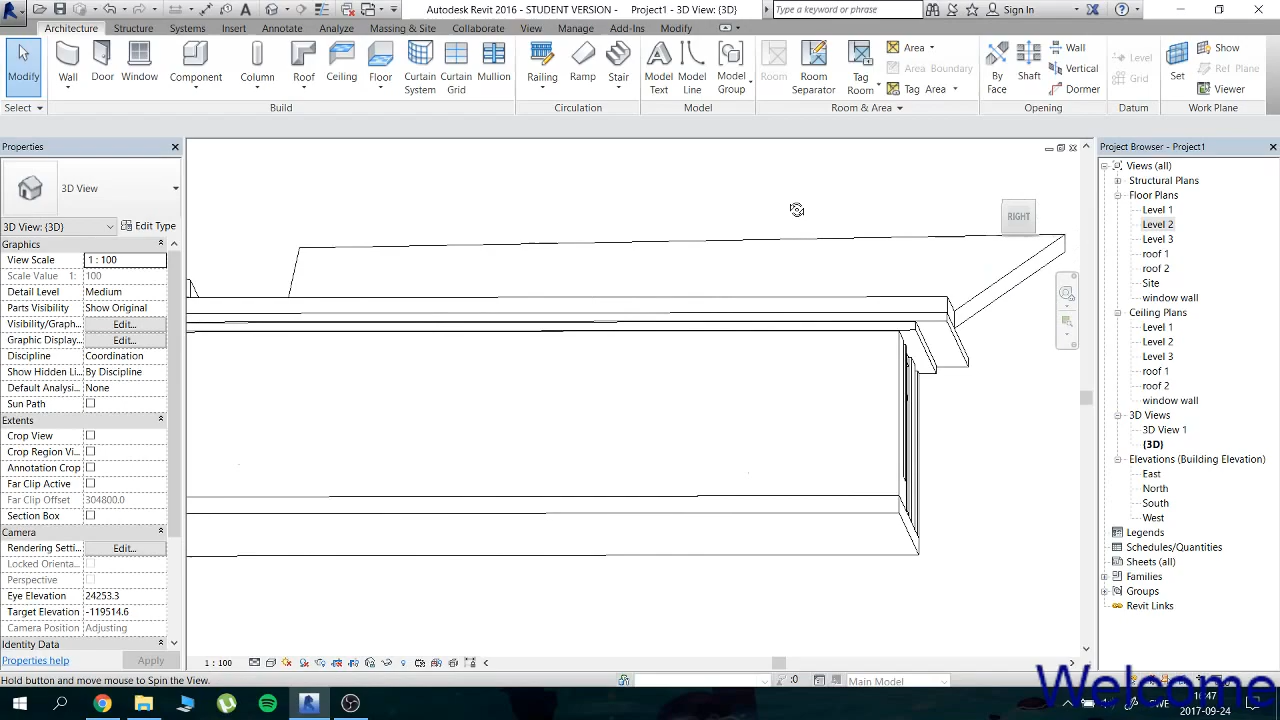 Autodesk Revit 2016 - STUDENT VERSION - Project1 - 3D View: {3D}
Type a keyword or phrase
Sign In
Architecture Structure Systems Insert Annotate Analyze Massing & Site Collaborate View Manage Add-Ins Modify
Modify Wall Door Window Component Column Roof Ceiling Floor Curtain System Curtain Grid Mullion Railing Ramp Stair Model Text Model Line Model Group Room Room Separator Tag Room By Face Shaft Set
Area Wall Level Show
Area Boundary Vertical Grid Ref Plane
Tag Area Dormer Viewer
Select Build Circulation Model Room & Area Opening Datum Work Plane
Properties
3D View
3D View: {3D} Edit Type
Graphics
View Scale 1 : 100
Scale Value 1: 100
Detail Level Medium
Parts Visibility Show Original
Visibility/Graph... Edit...
Graphic Display... Edit...
Discipline Coordination
Show Hidden Li... By Discipline
Default Analysi... None
Sun Path
Extents
Crop View
Crop Region Vi...
Annotation Crop
Far Clip Active
Far Clip Offset 304800.0
Section Box
Camera
Rendering Setti... Edit...
Locked Orienta...
Perspective
Eye Elevation 24253.3
Target Elevation -119514.6
Camera Position Adjusting
Identity Data
Properties help Apply
RIGHT
Project Browser - Project1
Views (all)
Structural Plans
Floor Plans
Level 1
Level 2
Level 3
roof 1
roof 2
Site
window wall
Ceiling Plans
Level 1
Level 2
Level 3
roof 1
roof 2
window wall
3D Views
3D View 1
{3D}
Elevations (Building Elevation)
East
North
South
West
Legends
Schedules/Quantities
Sheets (all)
Families
Groups
Revit Links
1 : 100
Hold button and move mouse to Spin the View.
:0
Main Model
Welcome
16:47
SWE
2017-09-24